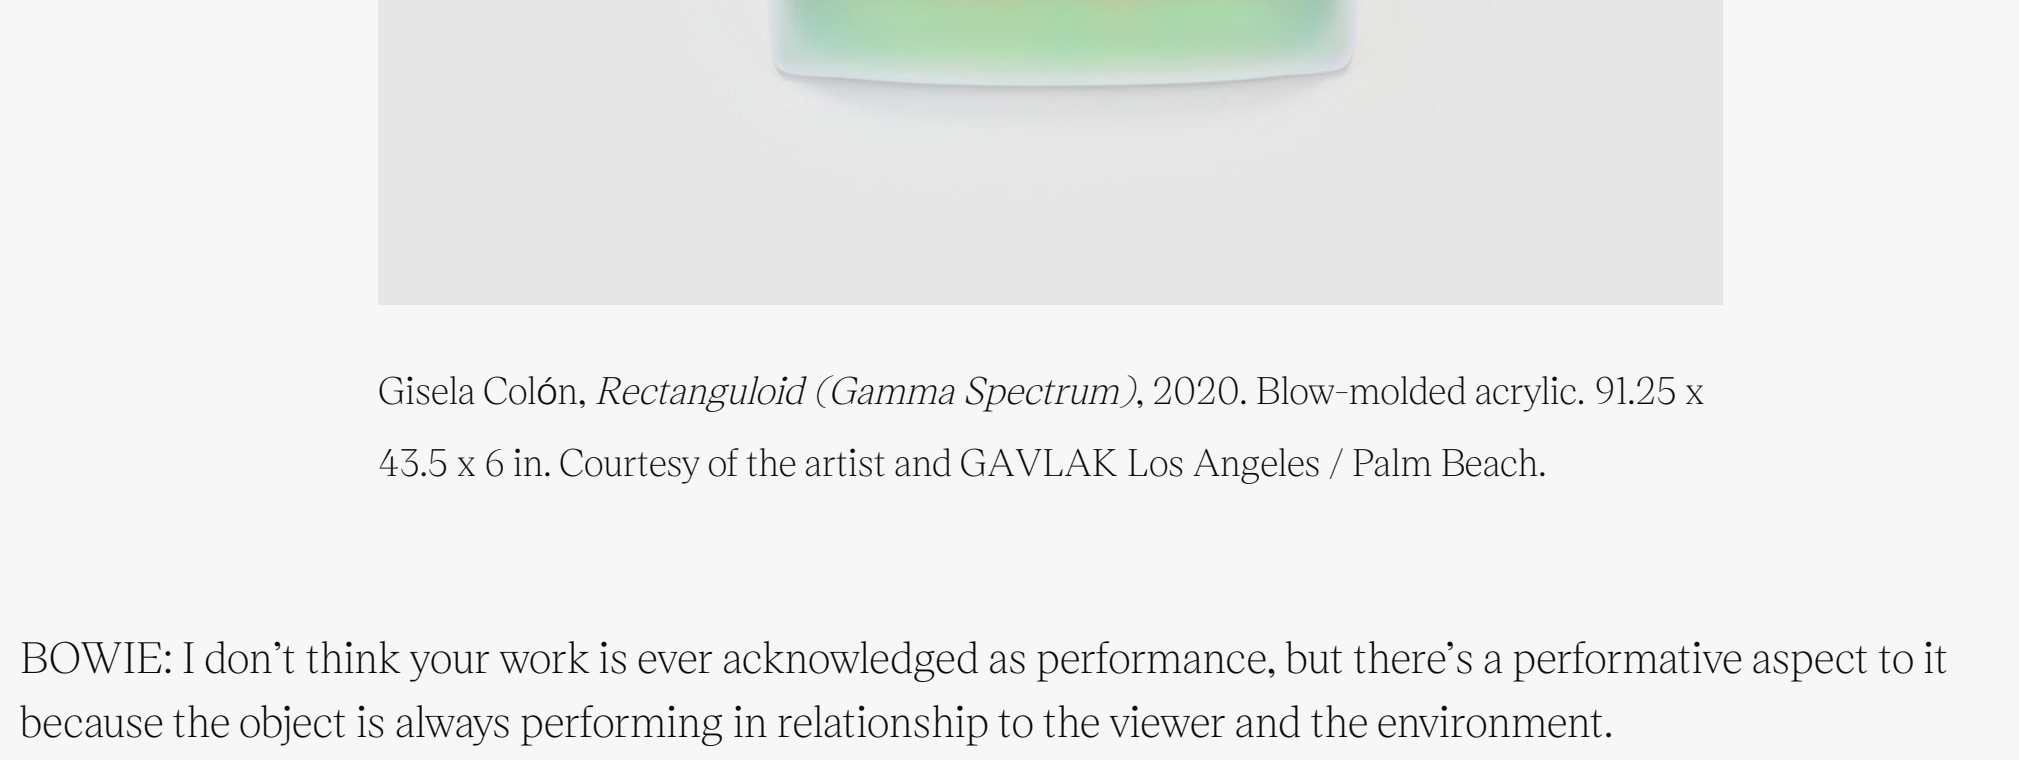 Gisela Colón, Rectanguloid (Gamma Spectrum), 2020. Blow-molded acrylic. 91.25 x
43.5 x 6 in. Courtesy of the artist and GAVLAK Los Angeles / Palm Beach.
BOWIE: I don’t think your work is ever acknowledged as performance, but there’s a performative aspect to it
because the object is always performing in relationship to the viewer and the environment.